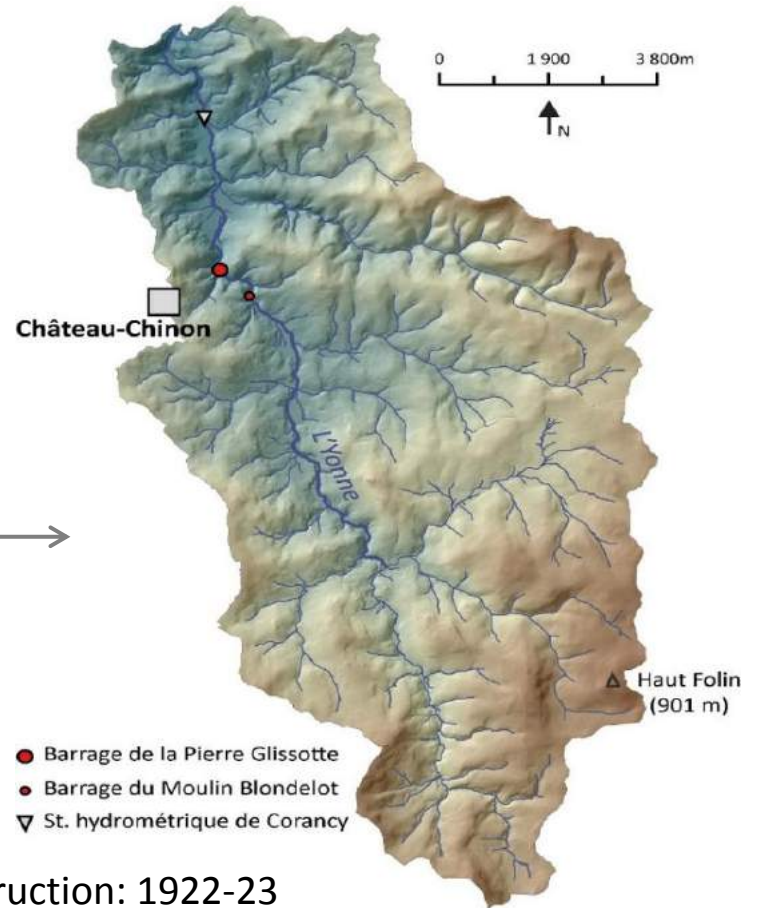 0 1 900 3 800m
N
Château-Chinon
L'Yonne
Haut Folin
(901 m)
Barrage de la Pierre Glissotte
Barrage du Moulin Blondelot
St. hydrométrique de Corancy
ruction: 1922-23